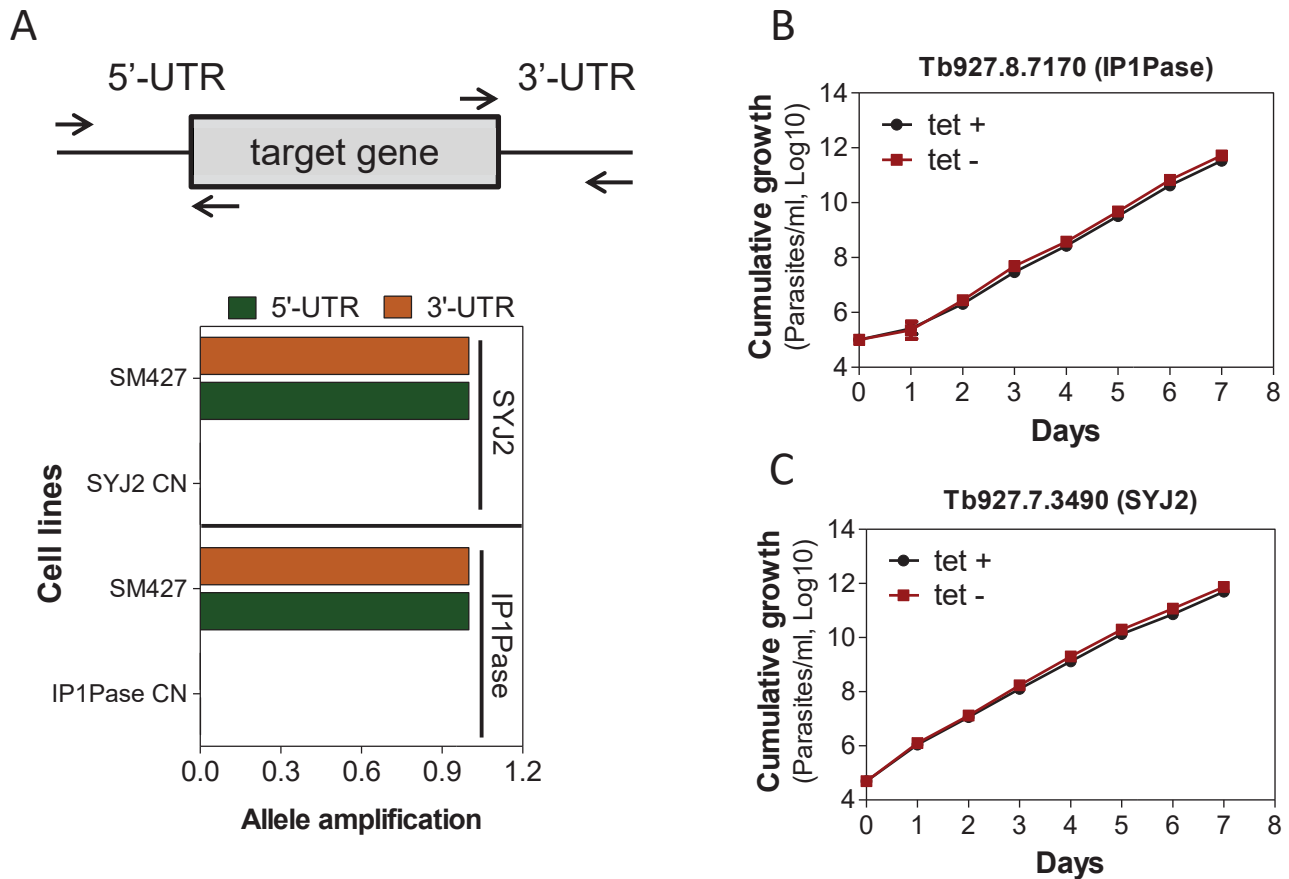 A
5’-UTR
3’-UTR
target gene
5'-UTR 3'-UTR
SM427
SYJ2 CN
SM427
IP1Pase CN
Cell lines
SYJ2
IP1Pase
0.0 0.3 0.6 0.9 1.2
Allele amplification
B
Tb927.8.7170 (IP1Pase)
tet +
tet -
14
12
10
8
6
4
Cumulative growth
(Parasites/ml, Log10)
0 1 2 3 4 5 6 7 8
Days
C
Tb927.7.3490 (SYJ2)
tet +
tet -
14
12
10
8
6
4
Cumulative growth
(Parasites/ml, Log10)
0 1 2 3 4 5 6 7 8
Days